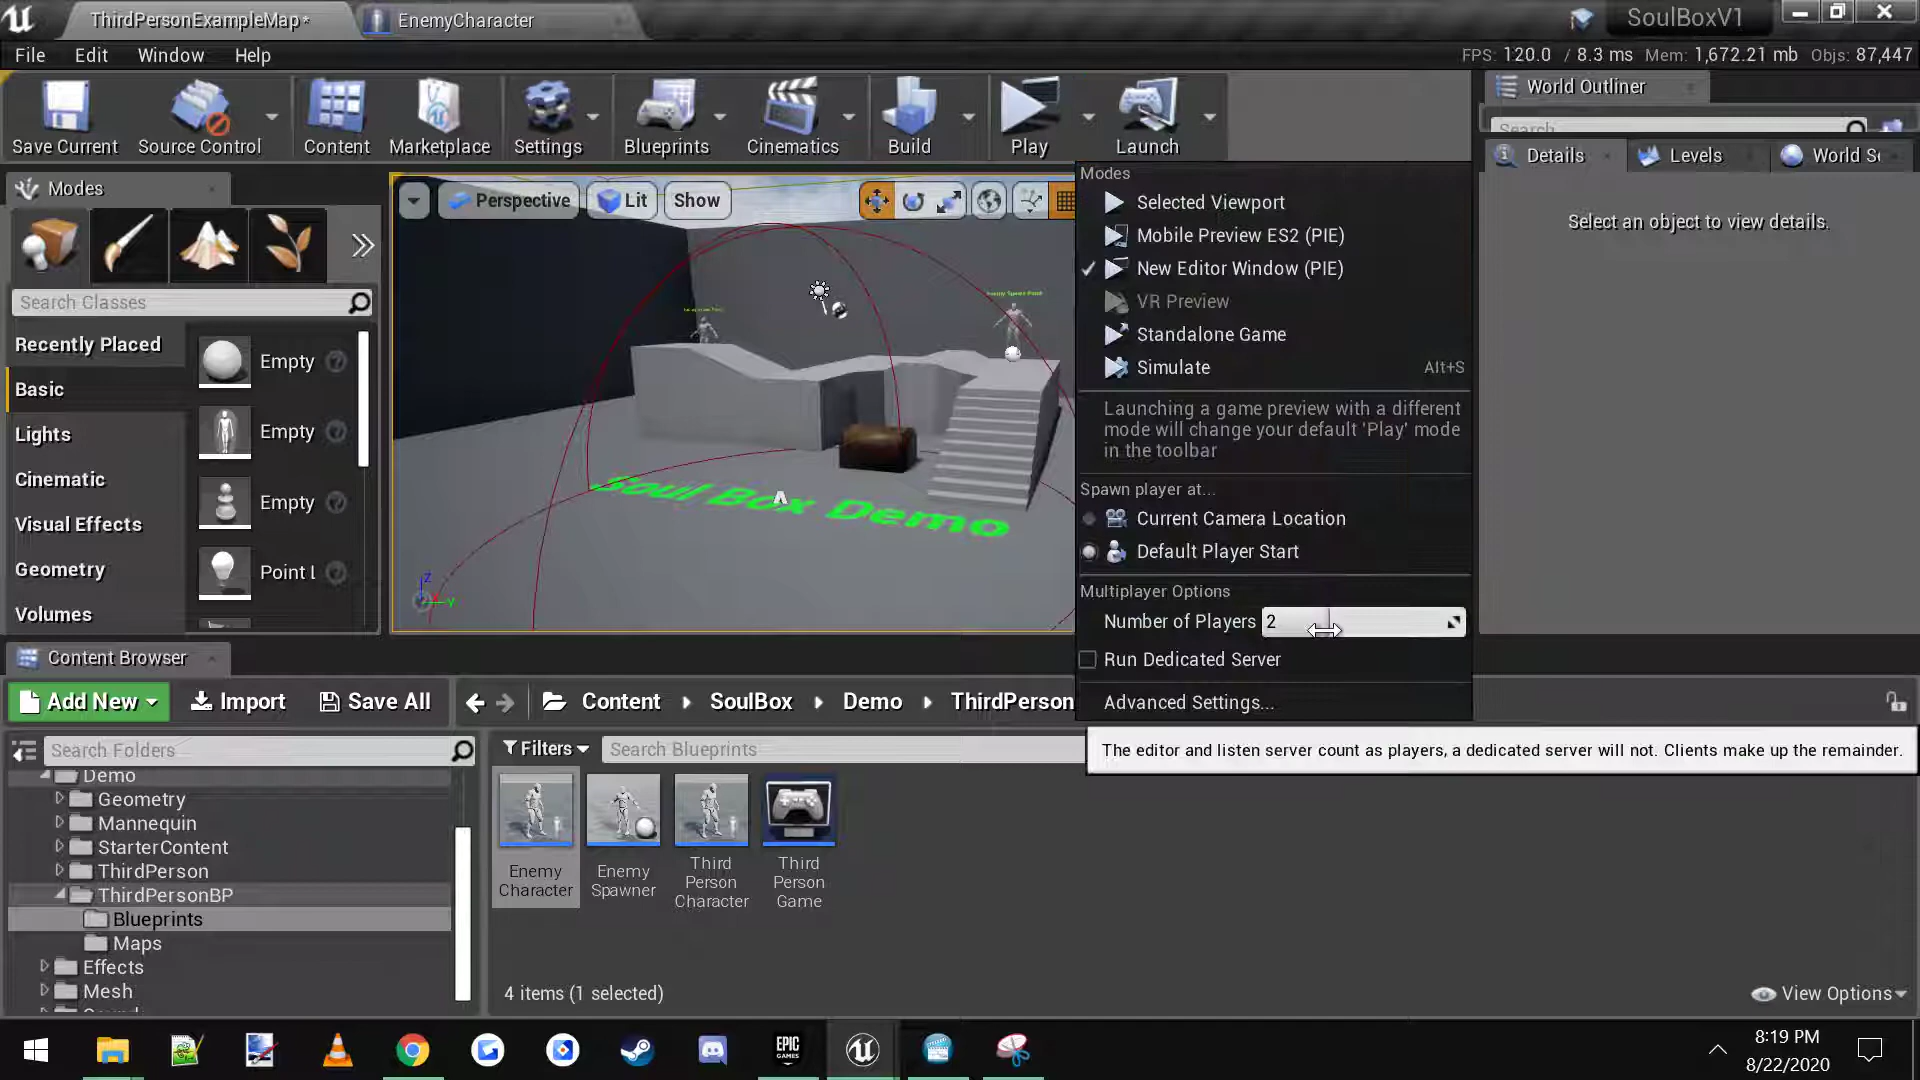 ThirdPersonExampleMap*
EnemyCharacter
SoulBoxV1
File Edit Window Help
FPS: 120.0 / 8.3 ms Mem: 1,672.21 mb Objs: 87,447
Save Current
Source Control
Content
Marketplace
Settings
Blueprints
Cinematics
Build
Play
Launch
World Outliner
Search
Details
Levels
World Se
Select an object to view details.
Modes
Search Classes
Recently Placed
Basic
Lights
Cinematic
Visual Effects
Geometry
Volumes
Empty
Empty
Empty
Point L
Perspective
Lit
Show
Enemy Spawn Point
Soul Box Demo
Z
X
Y
Modes
Selected Viewport
Mobile Preview ES2 (PIE)
New Editor Window (PIE)
VR Preview
Standalone Game
Simulate Alt+S
Launching a game preview with a different
mode will change your default 'Play' mode
in the toolbar
Spawn player at...
Current Camera Location
Default Player Start
Multiplayer Options
Number of Players 2
Run Dedicated Server
Advanced Settings...
The editor and listen server count as players, a dedicated server will not. Clients make up the remainder.
Content Browser
Add New
Import
Save All
Content
SoulBox
Demo
ThirdPerson
Search Folders
Filters
Search Blueprints
Demo
Geometry
Mannequin
StarterContent
ThirdPerson
ThirdPersonBP
Blueprints
Maps
Effects
Mesh
Enemy
Character
Enemy
Spawner
Third
Person
Character
Third
Person
Game
4 items (1 selected)
View Options
EPIC
GAMES
8:19 PM
8/22/2020